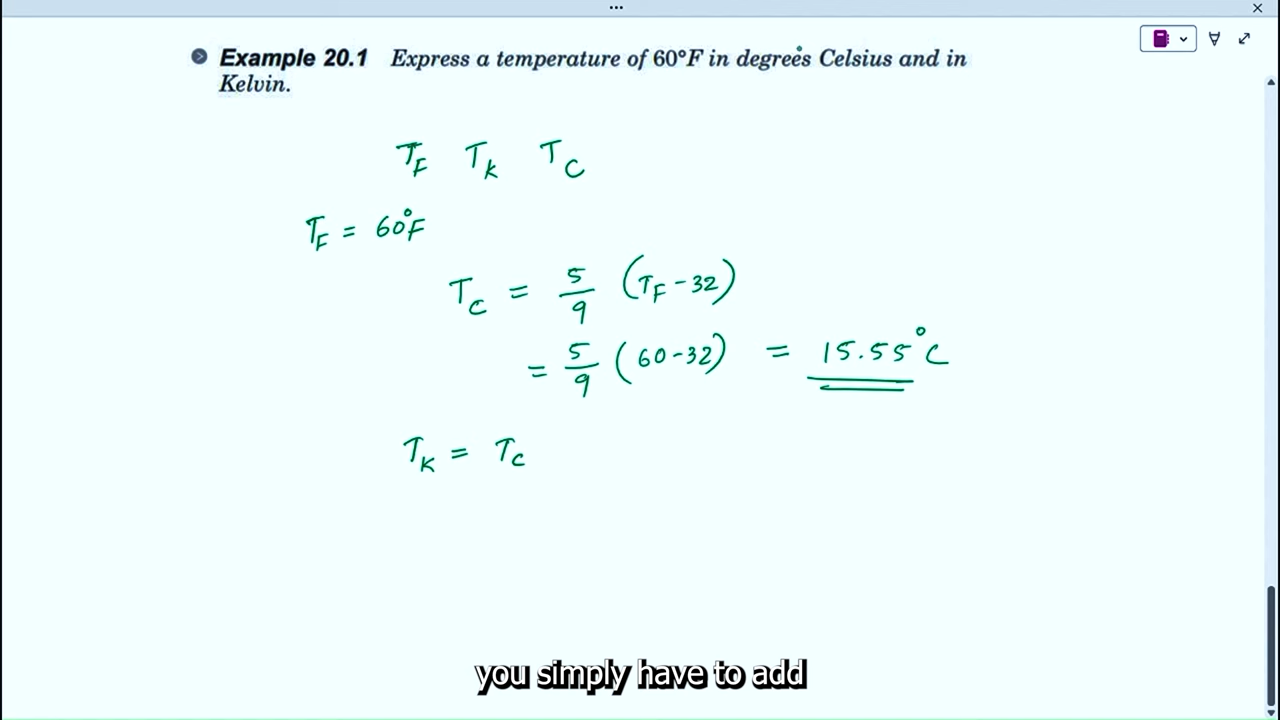 Example 20.1 Express a temperature of 60°F in degrees Celsius and in
Kelvin.
T_F T_K T_C
T_F = 60°F
T_C = 5/9 (T_F - 32)
= 5/9 (60-32) = 15.55°C
T_K = T_C
you simply have to add